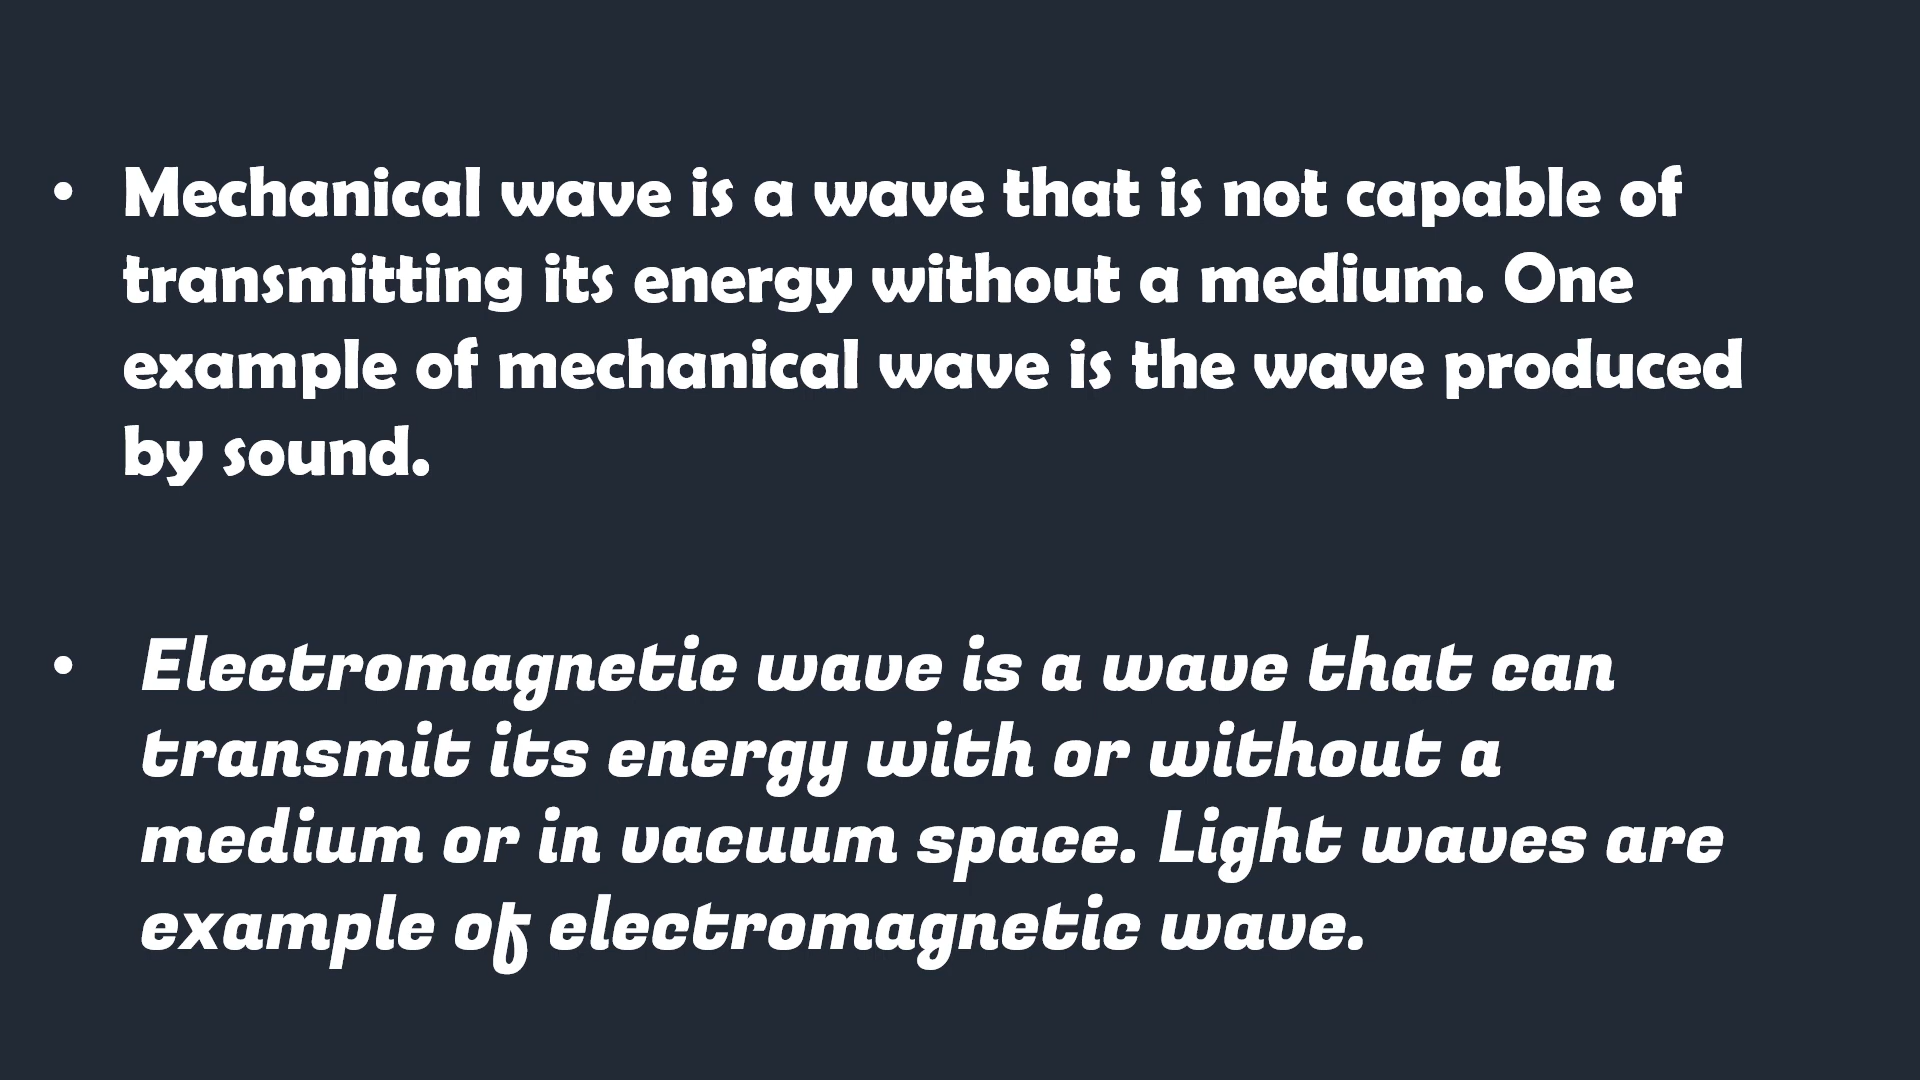 • Mechanical wave is a wave that is not capable of
transmitting its energy without a medium. One
example of mechanical wave is the wave produced
by sound.
• Electromagnetic wave is a wave that can
transmit its energy with or without a
medium or in vacuum space. Light waves are
example of electromagnetic wave.